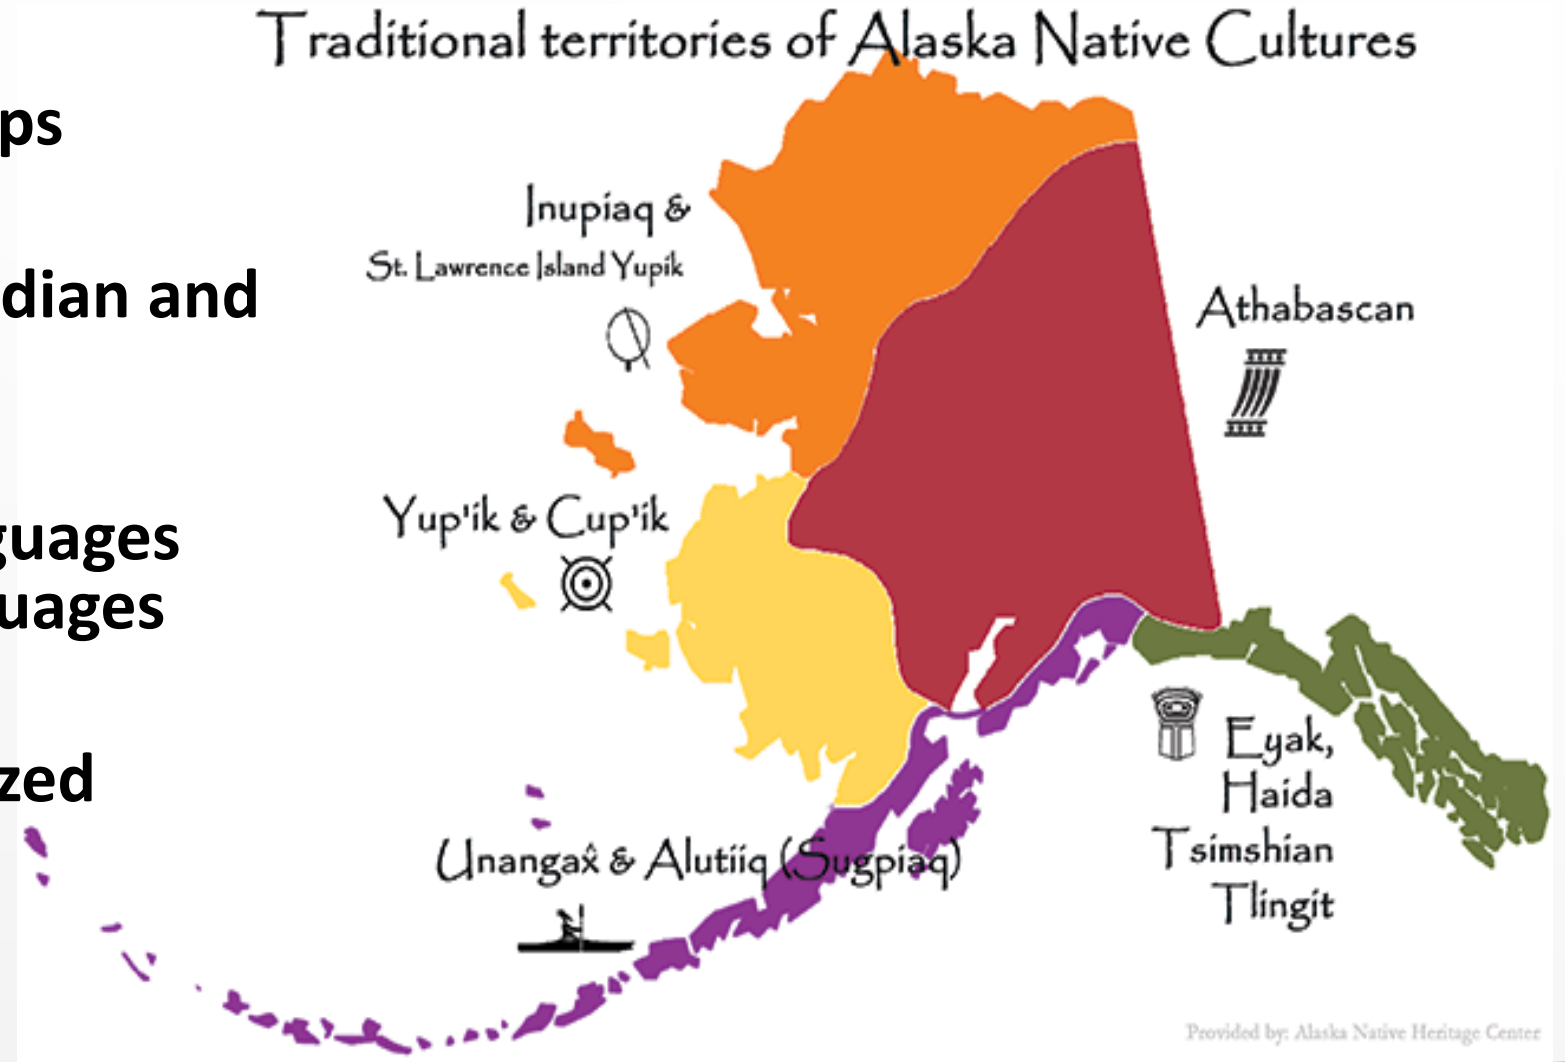 Traditional territories of Alaska Native Cultures
ps
dian and
guages
uages
zed
Inupiaq &
St. Lawrence Island Yupik
Athabascan
Yup'ik & Cup'ik
Unangax̂ & Alutiiq (Sugpiaq)
Eyak,
Haida
Tsimshian
Tlingit
Provided by: Alaska Native Heritage Center